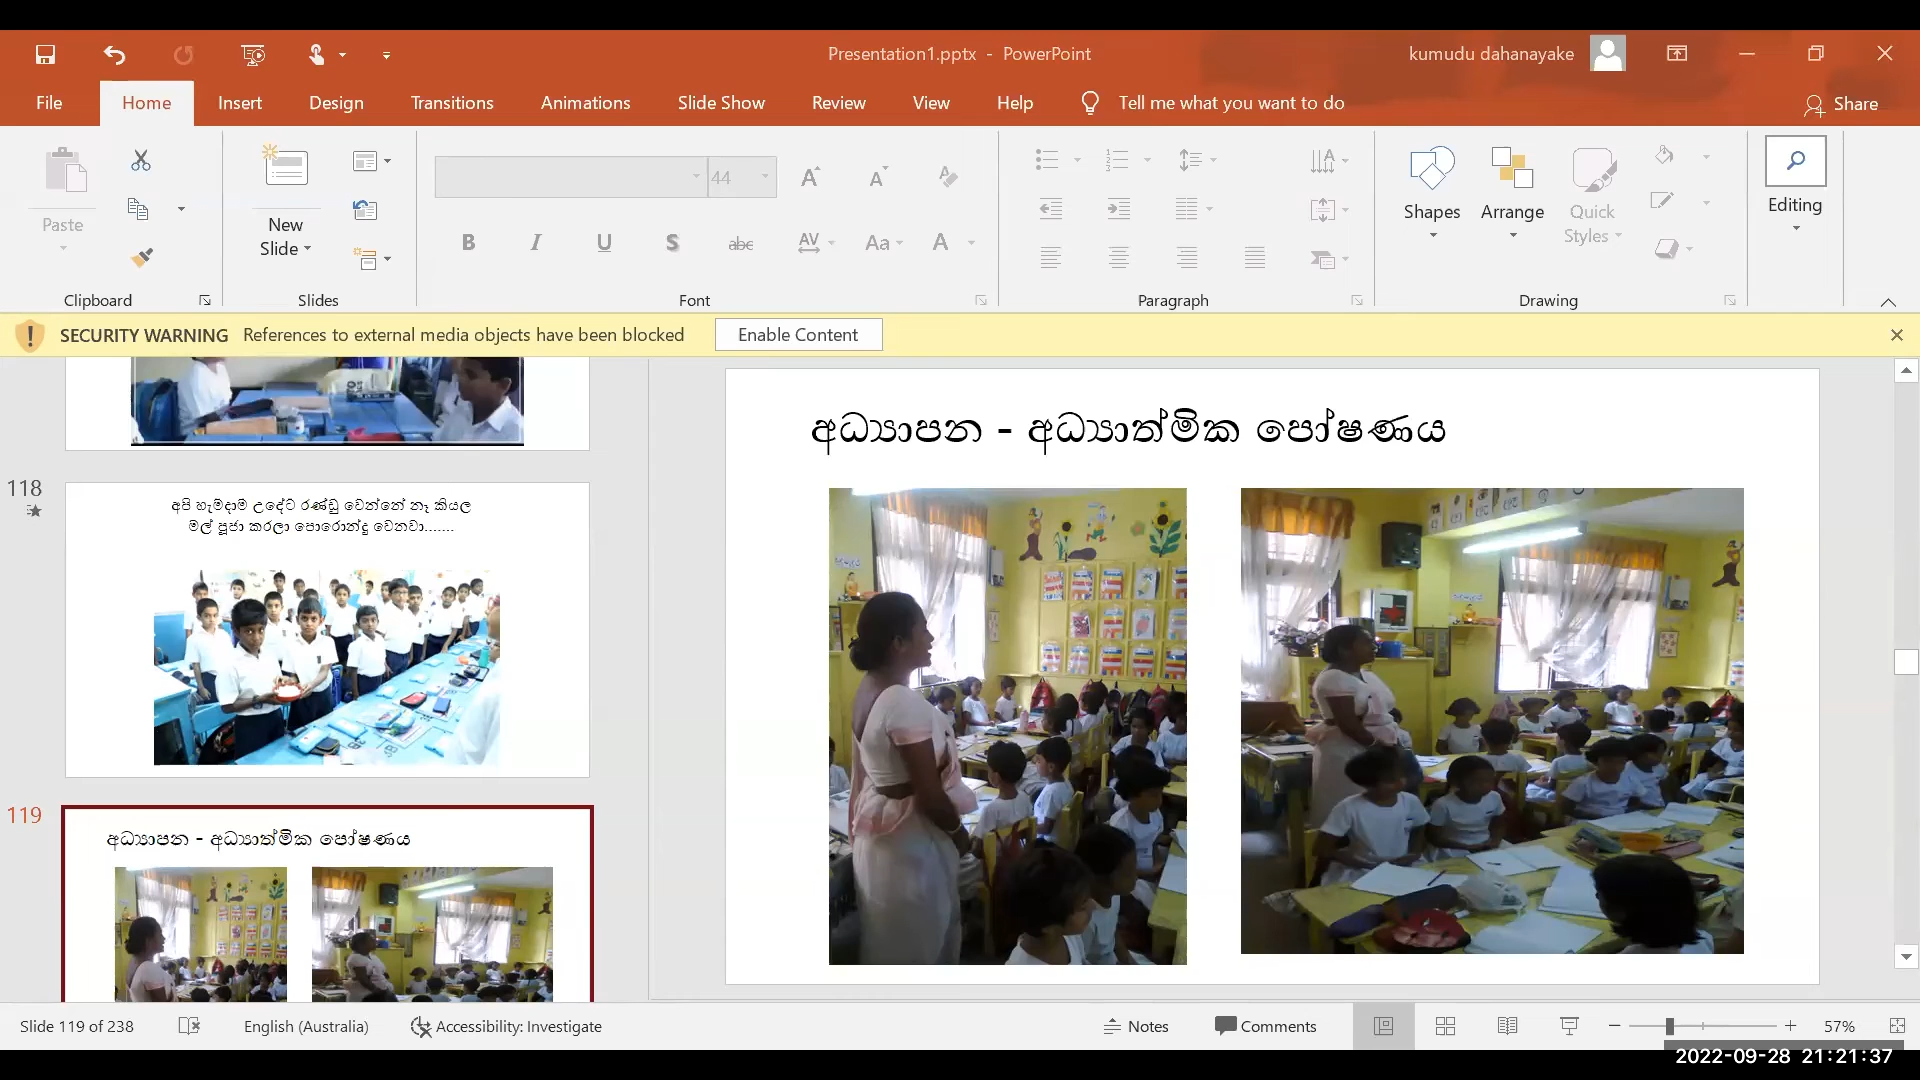 Presentation1.pptx - PowerPoint
kumudu dahanayake
File Home Insert Design Transitions Animations Slide Show Review View Help Tell me what you want to do Share
Paste
New Slide
44
Shapes
Arrange
Quick Styles
Editing
Clipboard
Slides
Font
Paragraph
Drawing
SECURITY WARNING References to external media objects have been blocked Enable Content
118
අපි හැමදාම උදේට රණ්ඩු වෙන්නේ නෑ කියල
මල් පූජා කරලා පොරොන්දු වෙනවා.......
119
අධ්‍යාපන - අධ්‍යාත්මික පෝෂණය
අධ්‍යාපන - අධ්‍යාත්මික පෝෂණය
Slide 119 of 238
English (Australia)
Accessibility: Investigate
Notes
Comments
57%
2022-09-28 21:21:37